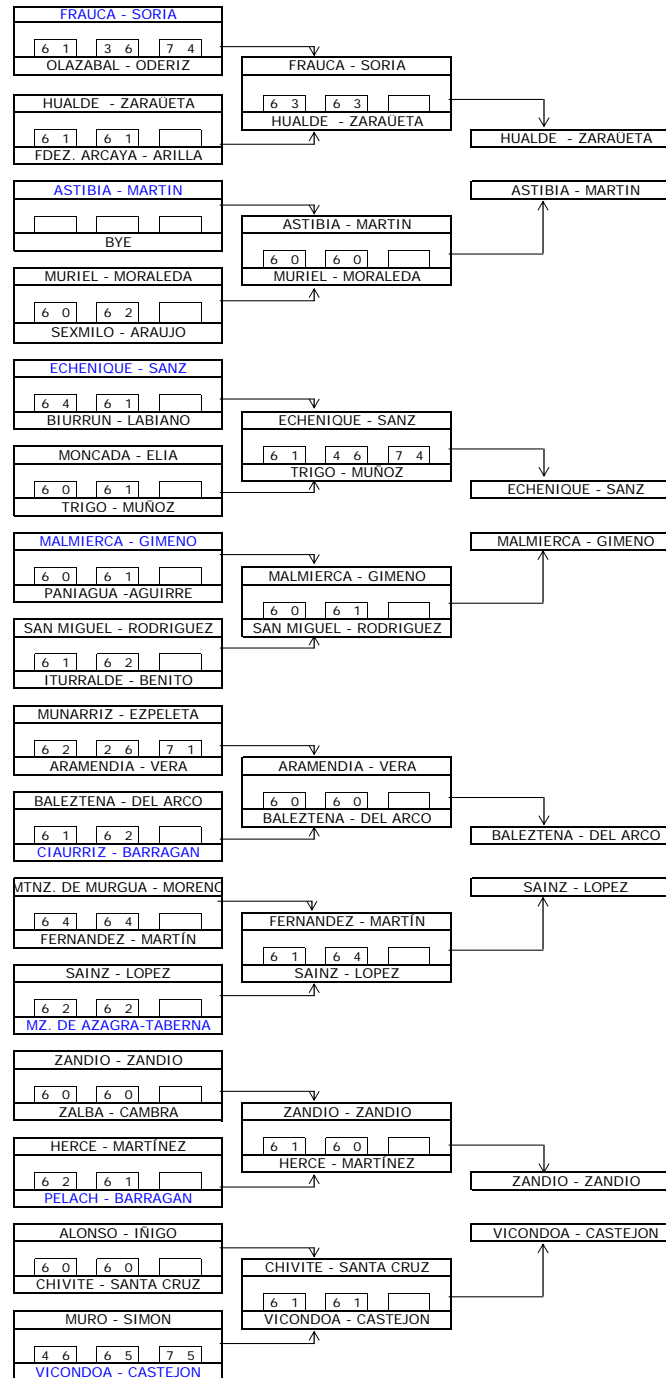 FRAUCA - SORIA
6 1 3 6 7 4
OLAZABAL - ODERIZ
HUALDE - ZARAÜETA
6 1 6 1
FDEZ. ARCAYA - ARILLA
ASTIBIA - MARTIN
BYE
MURIEL - MORALEDA
6 0 6 2
SEXMILO - ARAUJO
ECHENIQUE - SANZ
6 4 6 1
BIURRUN - LABIANO
MONCADA - ELIA
6 0 6 1
TRIGO - MUÑOZ
MALMIERCA - GIMENO
6 0 6 1
PANIAGUA -AGUIRRE
SAN MIGUEL - RODRIGUEZ
6 1 6 2
ITURRALDE - BENITO
MUNARRIZ - EZPELETA
6 2 2 6 7 1
ARAMENDIA - VERA
BALEZTENA - DEL ARCO
6 1 6 2
CIAURRIZ - BARRAGAN
MTNZ. DE MURGUA - MORENO
6 4 6 4
FERNANDEZ - MARTÍN
SAINZ - LOPEZ
6 2 6 2
MZ. DE AZAGRA-TABERNA
ZANDIO - ZANDIO
6 0 6 0
ZALBA - CAMBRA
HERCE - MARTÍNEZ
6 2 6 1
PELACH - BARRAGAN
ALONSO - IÑIGO
6 0 6 0
CHIVITE - SANTA CRUZ
MURO - SIMON
4 6 6 5 7 5
VICONDOA - CASTEJON
FRAUCA - SORIA
6 3 6 3
HUALDE - ZARAÜETA
ASTIBIA - MARTIN
6 0 6 0
MURIEL - MORALEDA
ECHENIQUE - SANZ
6 1 4 6 7 4
TRIGO - MUÑOZ
MALMIERCA - GIMENO
6 0 6 1
SAN MIGUEL - RODRIGUEZ
ARAMENDIA - VERA
6 0 6 0
BALEZTENA - DEL ARCO
FERNANDEZ - MARTÍN
6 1 6 4
SAINZ - LOPEZ
ZANDIO - ZANDIO
6 1 6 0
HERCE - MARTÍNEZ
CHIVITE - SANTA CRUZ
6 1 6 1
VICONDOA - CASTEJON
HUALDE - ZARAÜETA
ASTIBIA - MARTIN
ECHENIQUE - SANZ
MALMIERCA - GIMENO
BALEZTENA - DEL ARCO
SAINZ - LOPEZ
ZANDIO - ZANDIO
VICONDOA - CASTEJON